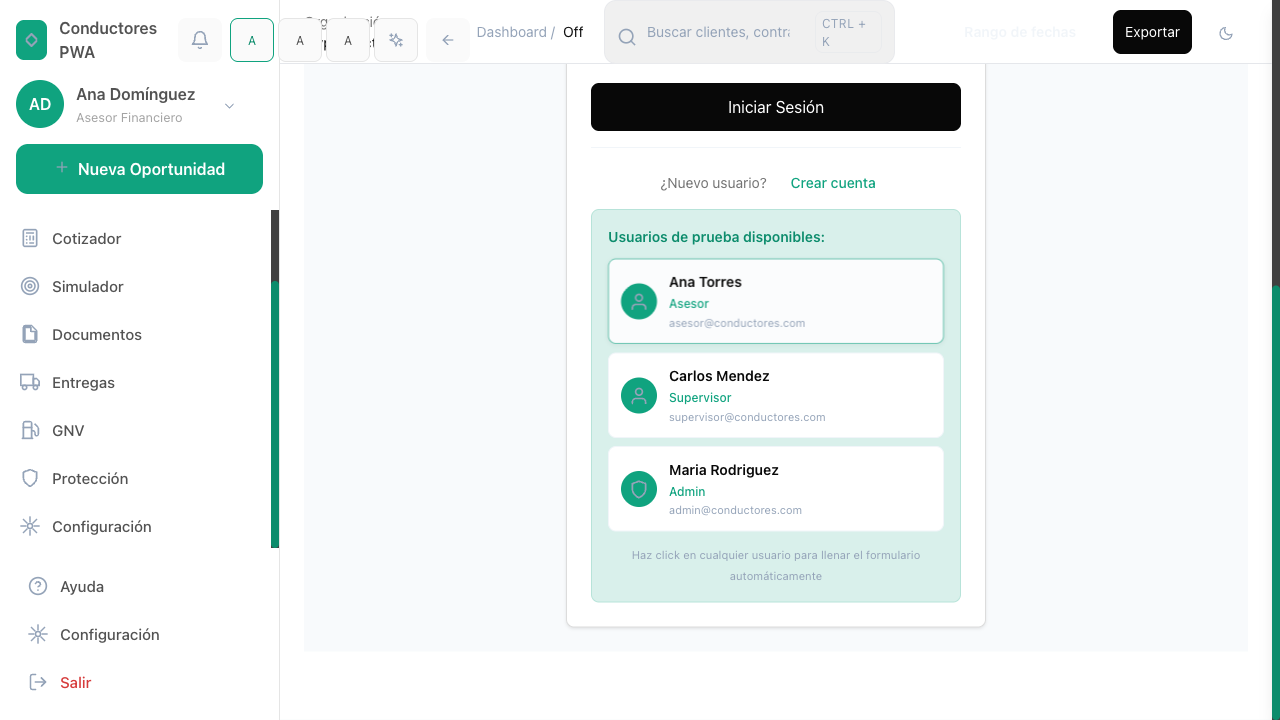 Conductores
PWA
A
A
A
Dashboard /
Off
Buscar clientes, contra
CTRL +
K
Rango de fechas
Exportar
AD
Ana Domínguez
Asesor Financiero
Nueva Oportunidad
Cotizador
Simulador
Documentos
Entregas
GNV
Protección
Configuración
Ayuda
Configuración
Salir
Iniciar Sesión
¿Nuevo usuario? Crear cuenta
Usuarios de prueba disponibles:
Ana Torres
Asesor
asesor@conductores.com
Carlos Mendez
Supervisor
supervisor@conductores.com
Maria Rodriguez
Admin
admin@conductores.com
Haz click en cualquier usuario para llenar el formulario
automáticamente